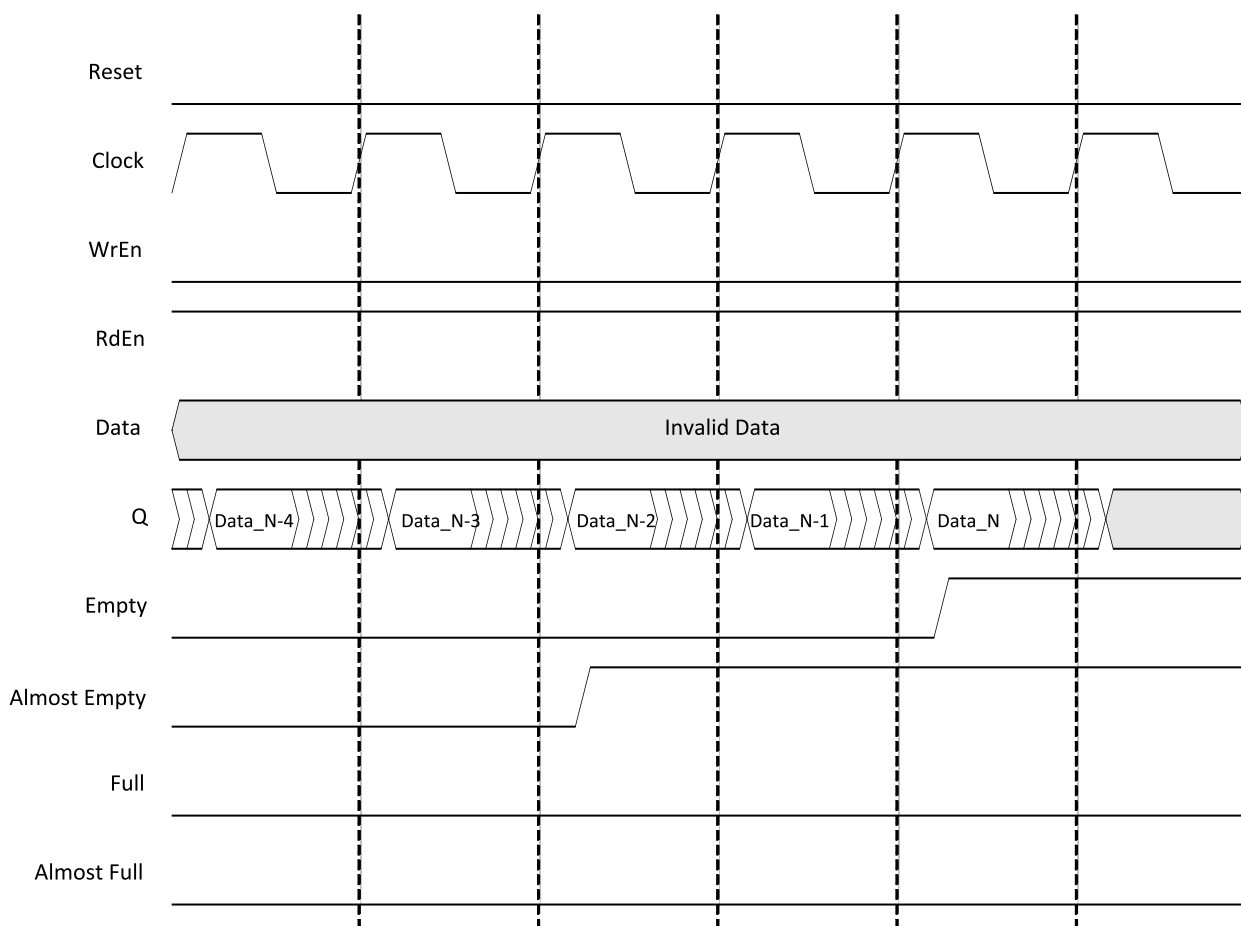 Reset
Clock
WrEn
RdEn
Data
Invalid Data
Q
Data_N-4
Data_N-3
Data_N-2
Data_N-1
Data_N
Empty
Almost Empty
Full
Almost Full